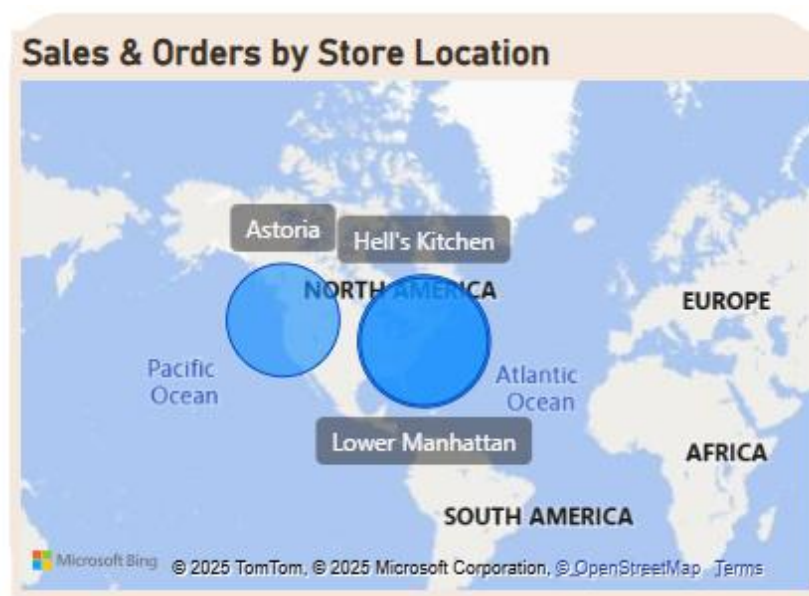 Sales & Orders by Store Location
Astoria
Hell's Kitchen
NORTH AMERICA
EUROPE
Pacific
Ocean
Atlantic
Ocean
Lower Manhattan
AFRICA
SOUTH AMERICA
Microsoft Bing
© 2025 TomTom, © 2025 Microsoft Corporation, © OpenStreetMap Terms